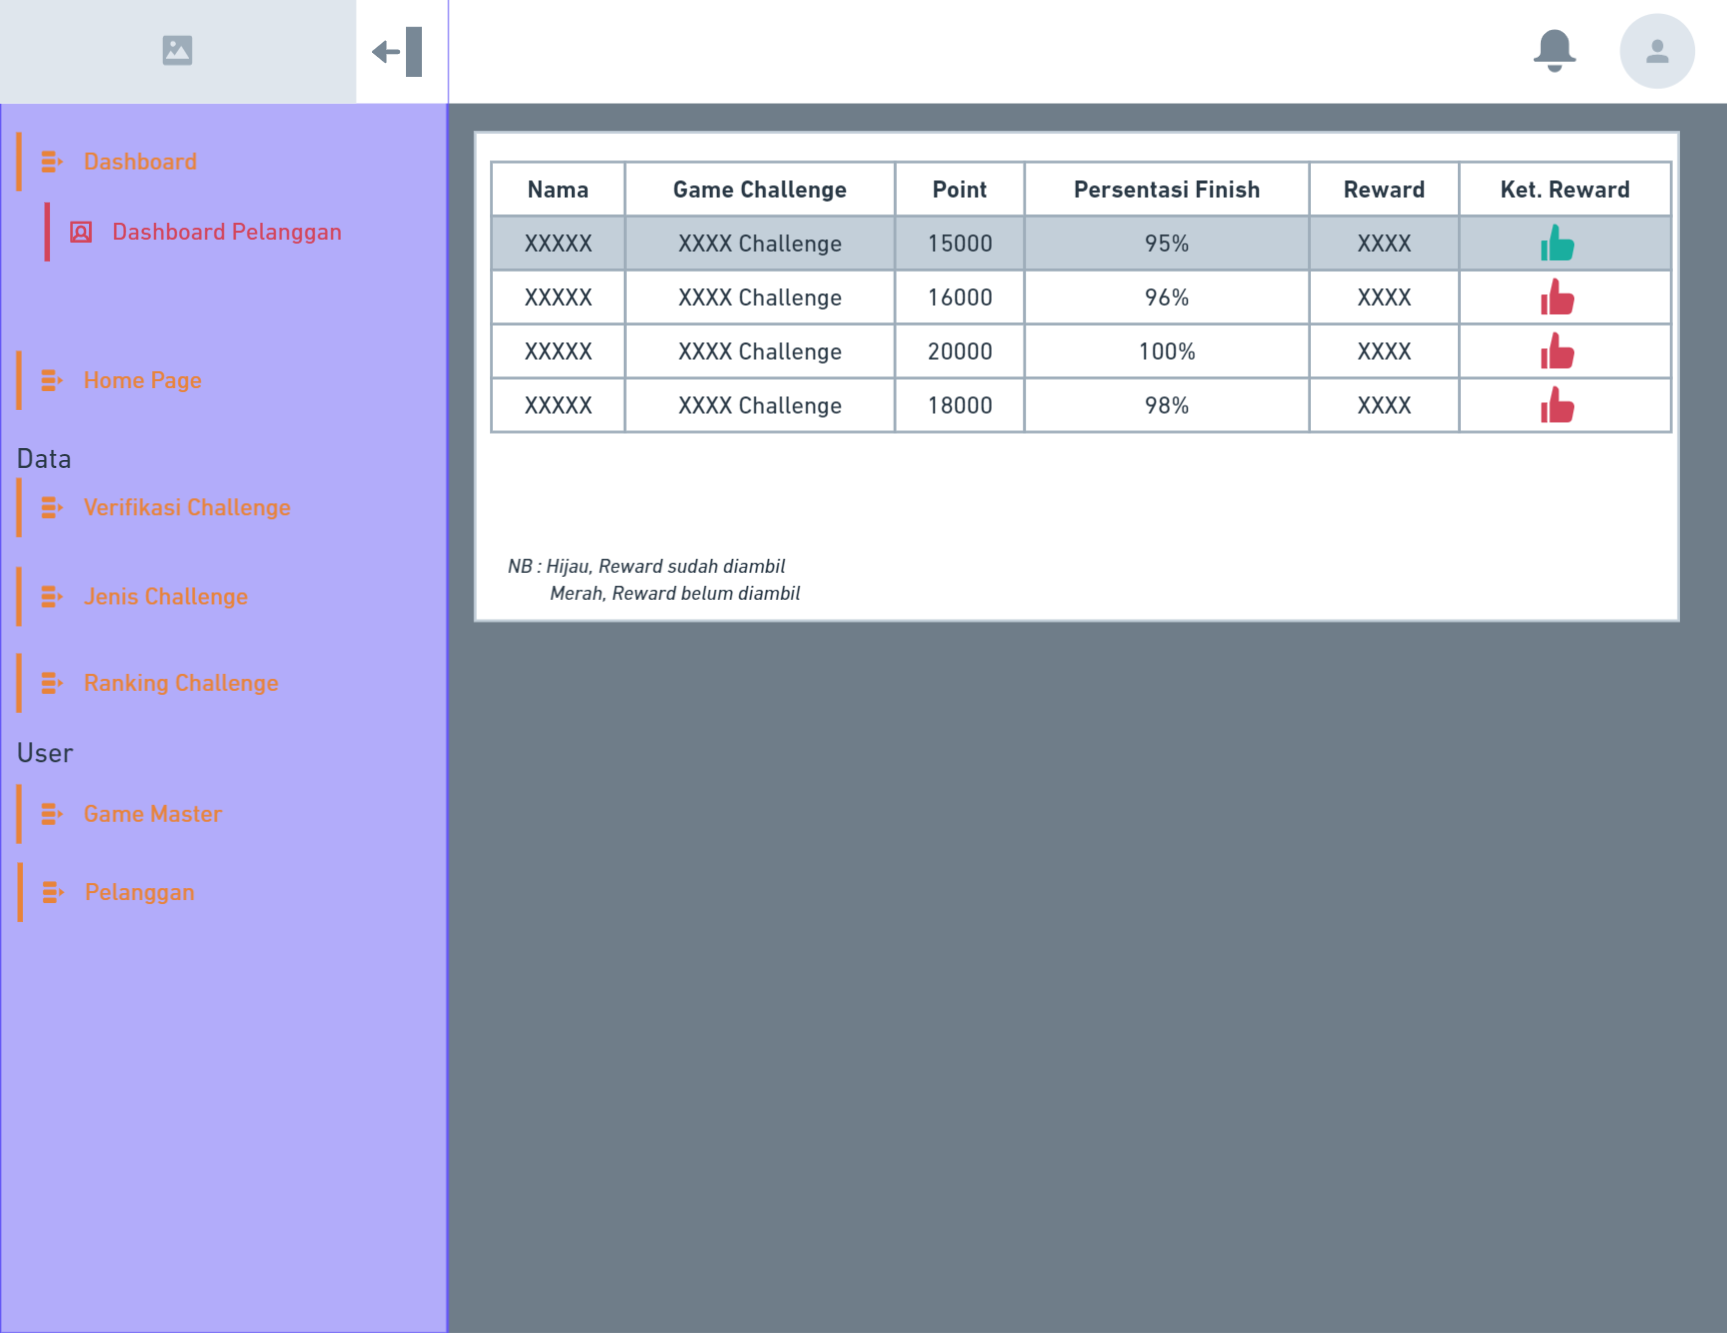 Dashboard
Dashboard Pelanggan
Home Page
Data
Verifikasi Challenge
Jenis Challenge
Ranking Challenge
User
Game Master
Pelanggan
Nama Game Challenge Point Persentasi Finish Reward Ket. Reward
XXXXX XXXX Challenge 15000 95% XXXX
XXXXX XXXX Challenge 16000 96% XXXX
XXXXX XXXX Challenge 20000 100% XXXX
XXXXX XXXX Challenge 18000 98% XXXX
NB : Hijau, Reward sudah diambil
Merah, Reward belum diambil